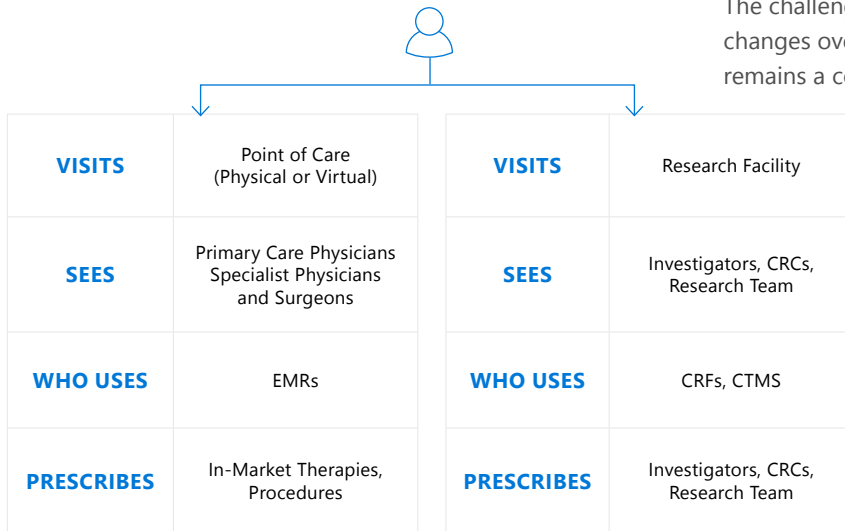 The challen
changes ov
remains a c
VISITS
Point of Care
(Physical or Virtual)
SEES
Primary Care Physicians
Specialist Physicians
and Surgeons
WHO USES
EMRs
PRESCRIBES
In-Market Therapies,
Procedures
VISITS
Research Facility
SEES
Investigators, CRCs,
Research Team
WHO USES
CRFs, CTMS
PRESCRIBES
Investigators, CRCs,
Research Team